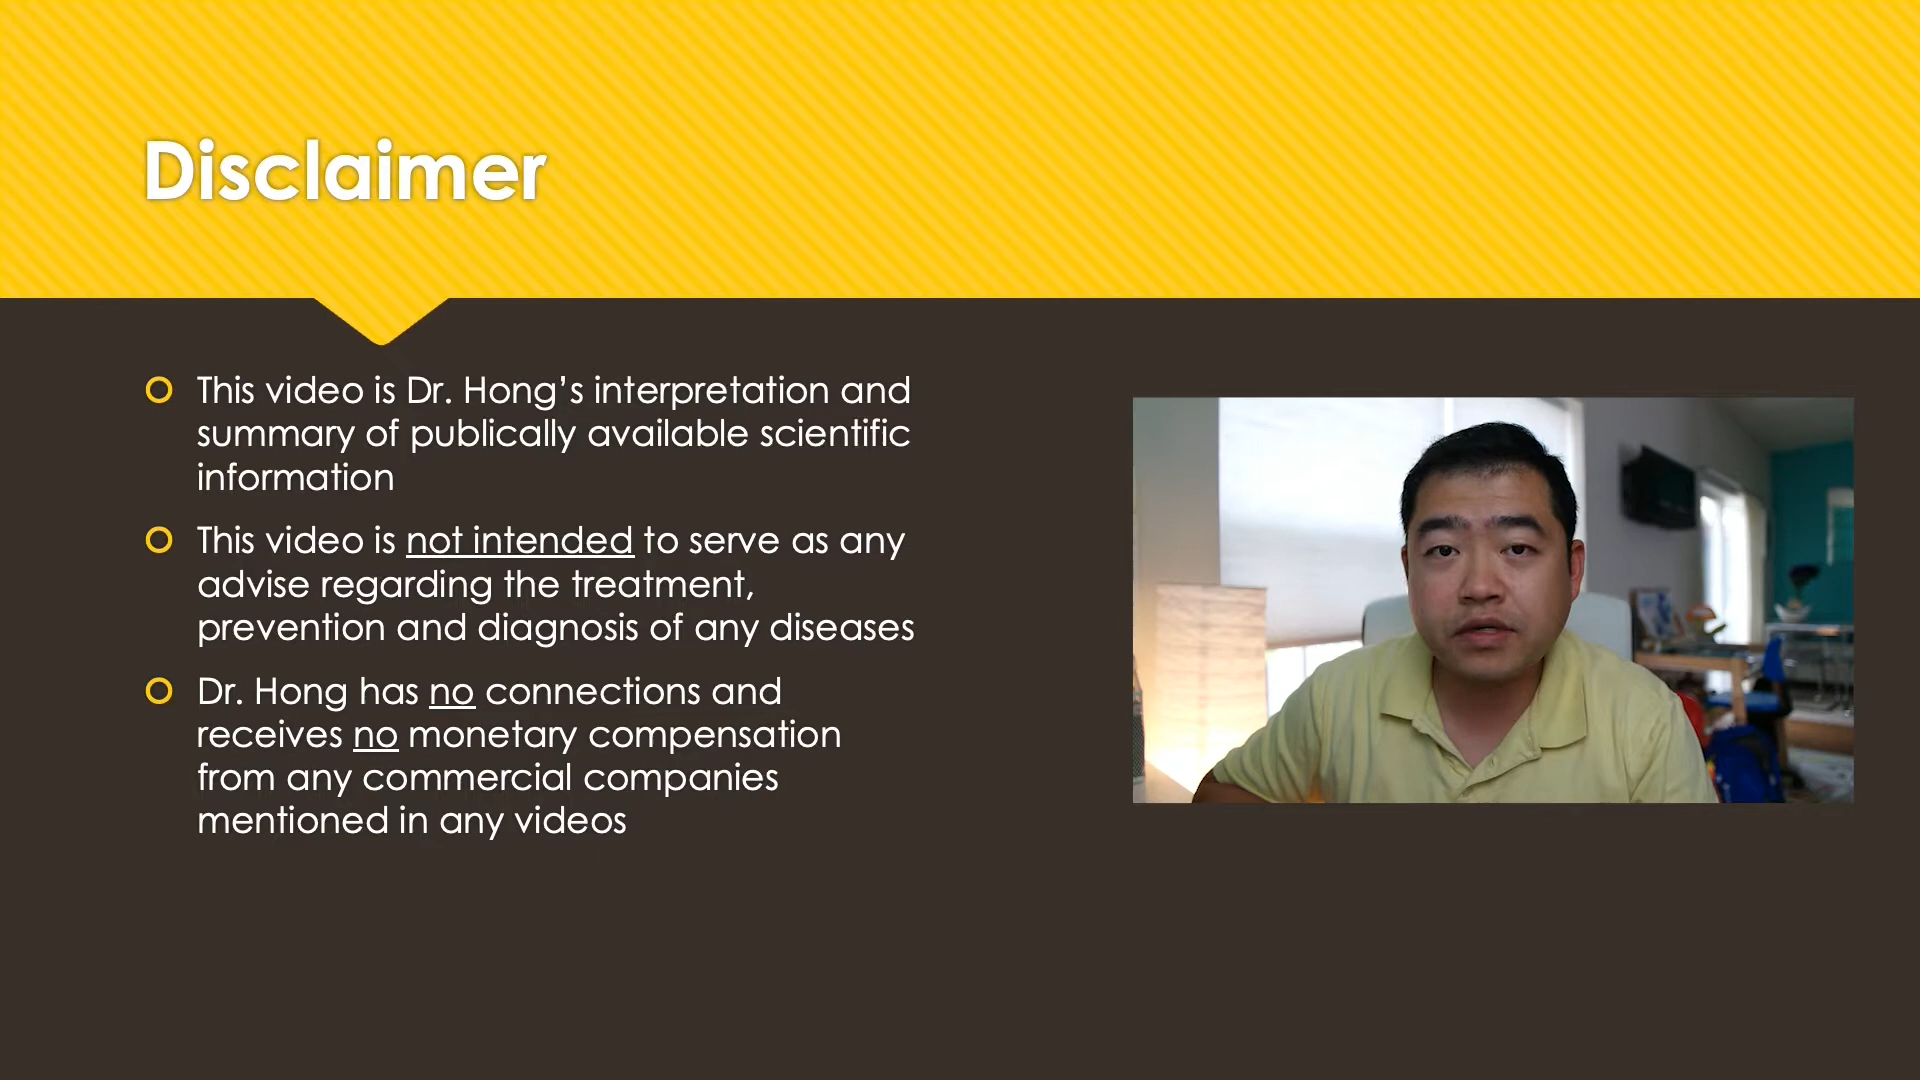 Disclaimer
This video is Dr. Hong’s interpretation and
summary of publically available scientific
information
This video is not intended to serve as any
advise regarding the treatment,
prevention and diagnosis of any diseases
Dr. Hong has no connections and
receives no monetary compensation
from any commercial companies
mentioned in any videos